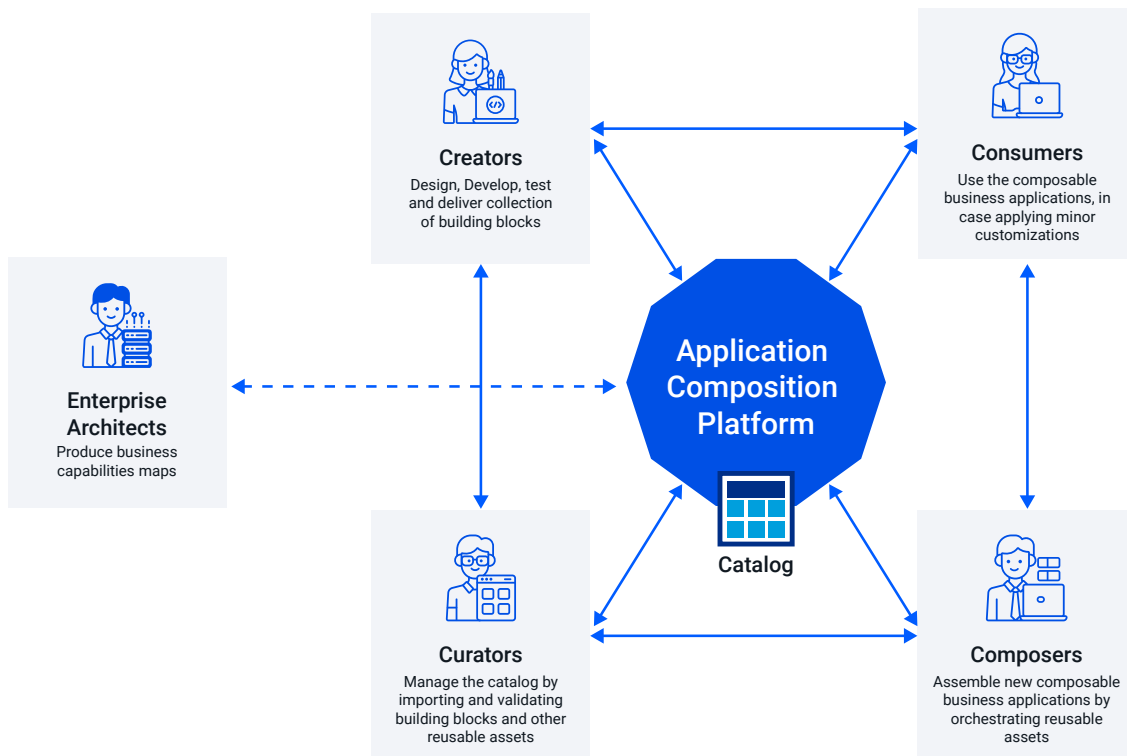 Creators
Design, Develop, test
and deliver collection
of building blocks
Consumers
Use the composable
business applications, in
case applying minor
customizations
Enterprise
Architects
Produce business
capabilities maps
Application
Composition
Platform
Catalog
Curators
Manage the catalog by
importing and validating
building blocks and other
reusable assets
Composers
Assemble new composable
business applications by
orchestrating reusable
assets